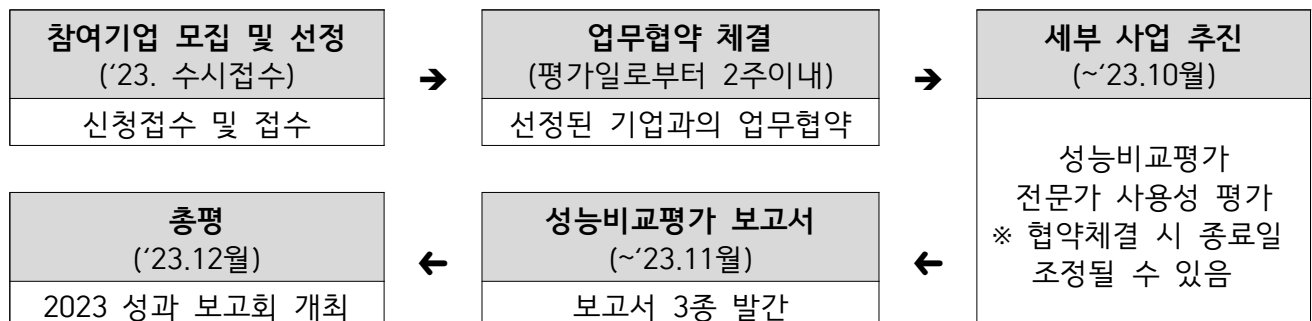 참여기업 모집 및 선정
(‘23. 수시접수)
신청접수 및 접수
➔
업무협약 체결
(평가일로부터 2주이내)
선정된 기업과의 업무협약
➔
세부 사업 추진
(~‘23.10월)
성능비교평가
전문가 사용성 평가
※ 협약체결 시 종료일
조정될 수 있음
←
성능비교평가 보고서
(~‘23.11월)
보고서 3종 발간
←
총평
(‘23.12월)
2023 성과 보고회 개최